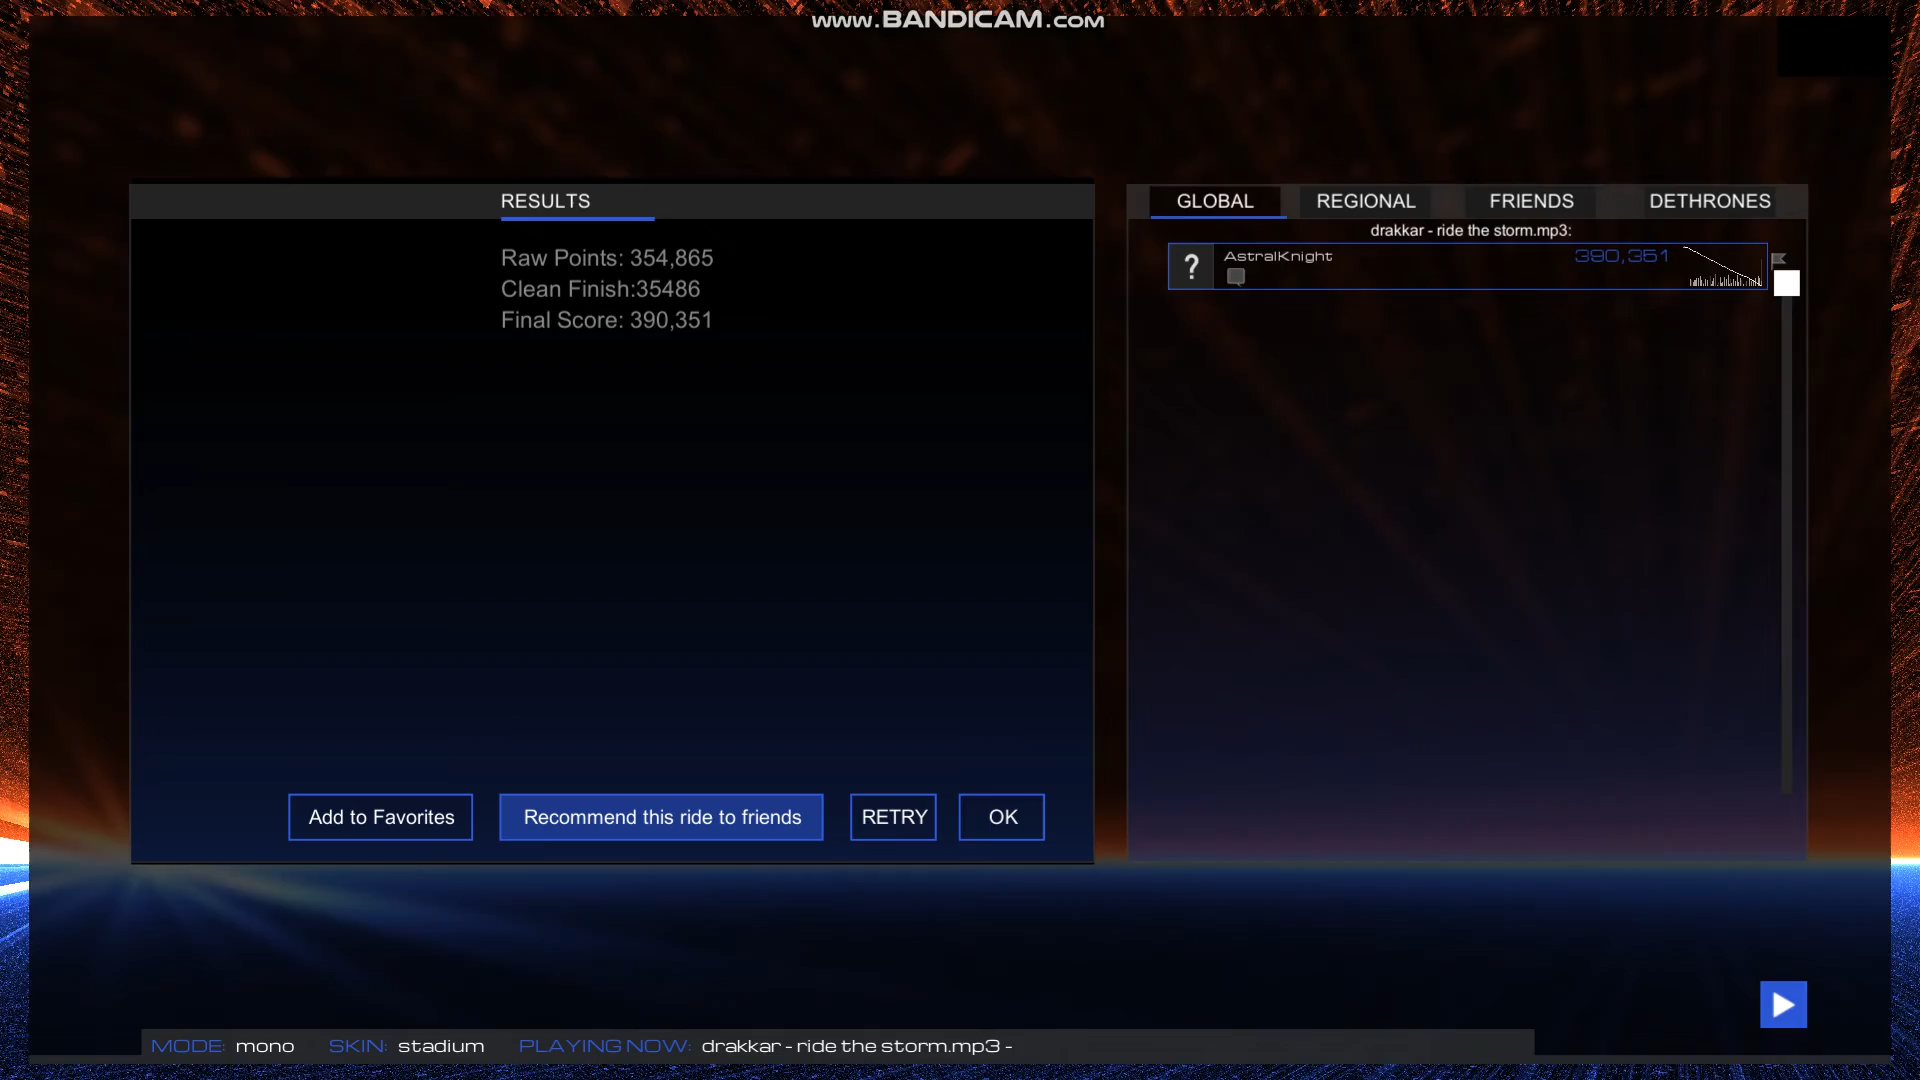 www.BANDICAM.com
RESULTS
Raw Points: 354,865
Clean Finish:35486
Final Score: 390,351
Add to Favorites
Recommend this ride to friends
RETRY
OK
GLOBAL
REGIONAL
FRIENDS
DETHRONES
drakkar - ride the storm.mp3:
?
AstralKnight
390,351
MODE: mono SKIN: stadium PLAYING NOW: drakkar - ride the storm.mp3 -